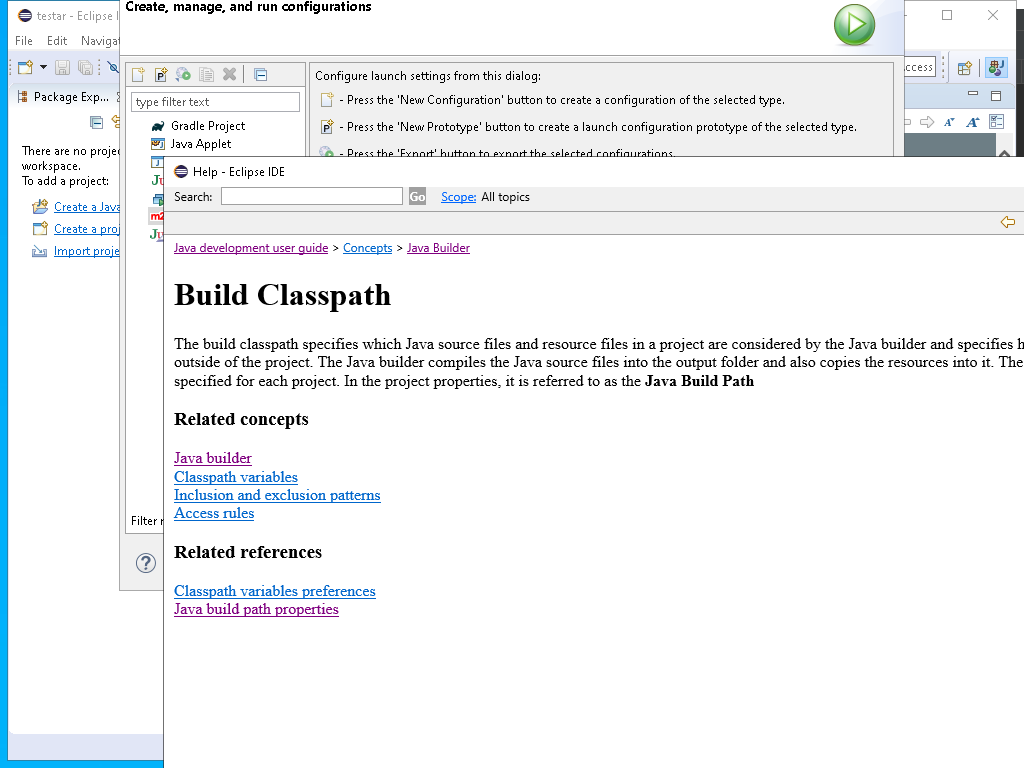 Create, manage, and run configurations
testar - Eclipse I
File Edit Navigat
Package Exp...
There are no projec
workspace.
To add a project:
Create a Java
Create a proj
Import proje
type filter text
Gradle Project
Java Applet
Ju
m2
Ju
Filter r
Configure launch settings from this dialog:
- Press the 'New Configuration' button to create a configuration of the selected type.
- Press the 'New Prototype' button to create a launch configuration prototype of the selected type.
- Press the 'Export' button to export the selected configurations.
ccess
Help - Eclipse IDE
Search: Go Scope: All topics
Java development user guide > Concepts > Java Builder
Build Classpath
The build classpath specifies which Java source files and resource files in a project are considered by the Java builder and specifies h
outside of the project. The Java builder compiles the Java source files into the output folder and also copies the resources into it. The
specified for each project. In the project properties, it is referred to as the Java Build Path
Related concepts
Java builder
Classpath variables
Inclusion and exclusion patterns
Access rules
Related references
Classpath variables preferences
Java build path properties